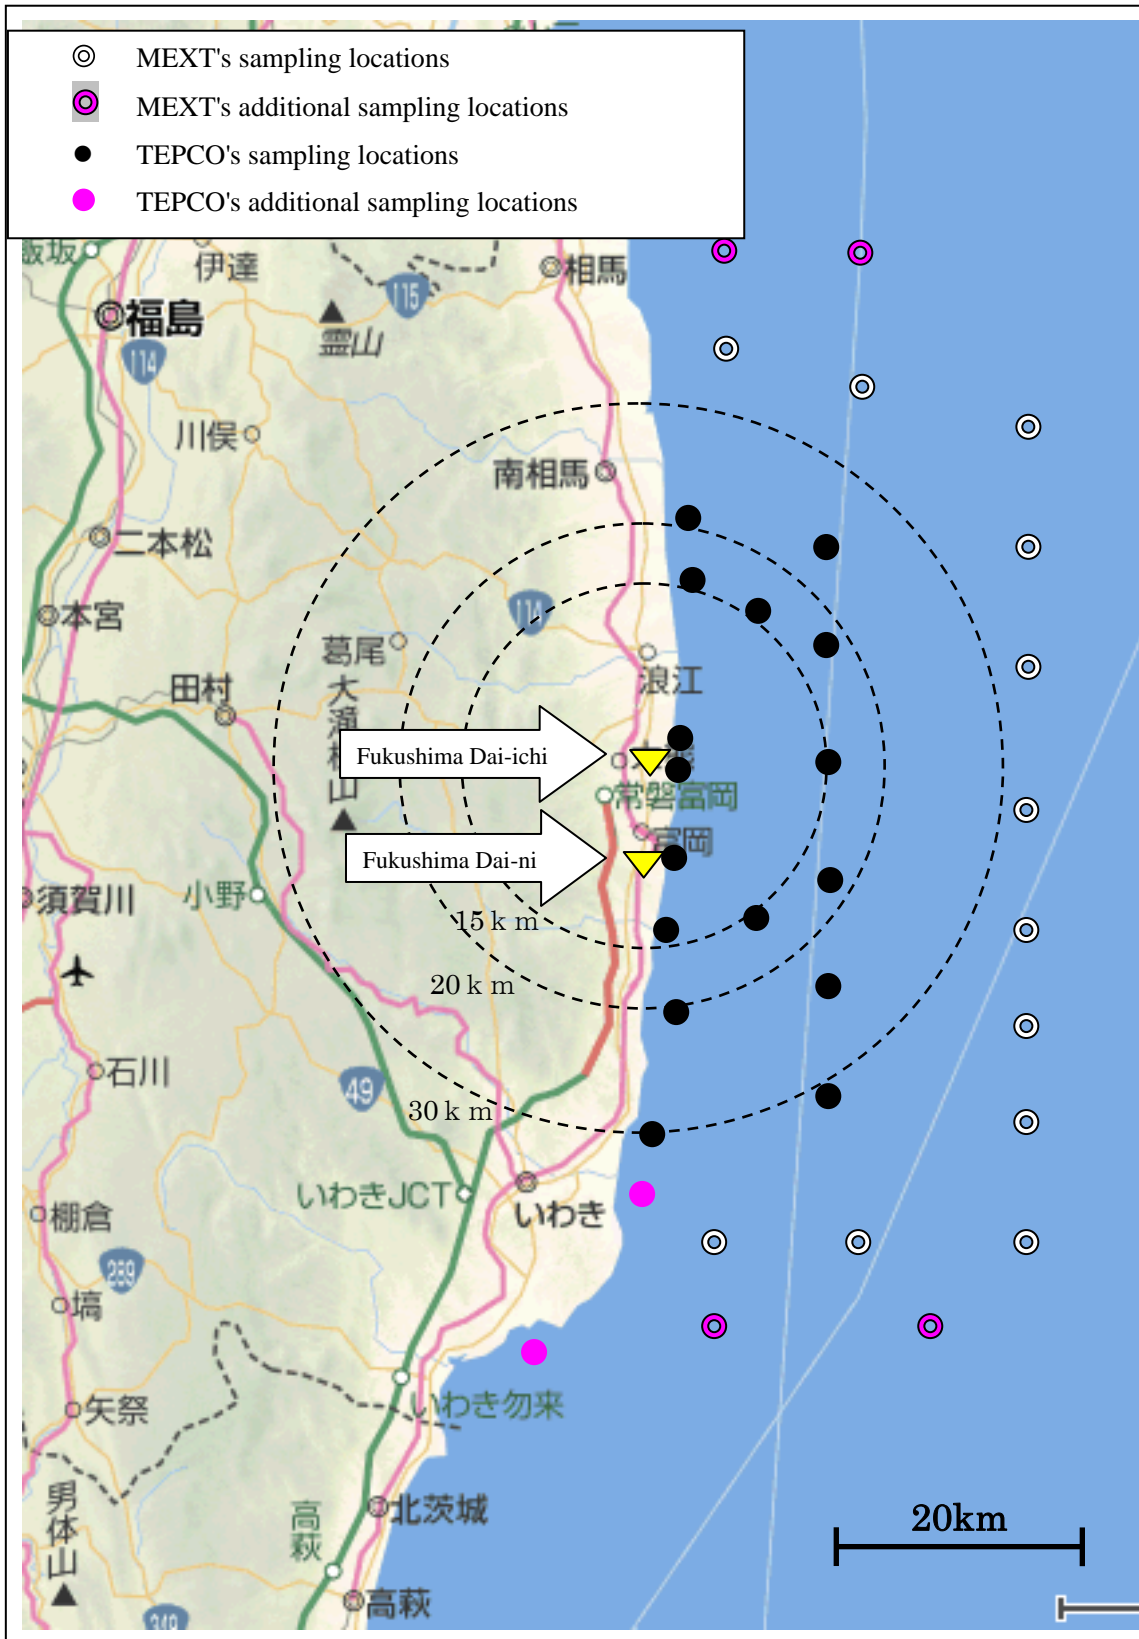 MEXT's sampling locations
MEXT's additional sampling locations
TEPCO's sampling locations
TEPCO's additional sampling locations
飯坂
伊達
相馬
115
福島
霊山
114
川俣
南相馬
二本松
114
本宮
葛尾
浪江
田村
大滝根山
Fukushima Dai-ichi
常磐富岡
富岡
Fukushima Dai-ni
小野
須賀川
15 k m
20 k m
石川
49
30 k m
いわきJCT
いわき
棚倉
289
塙
いわき勿来
矢祭
男体山
高萩
北茨城
20km
高萩
349